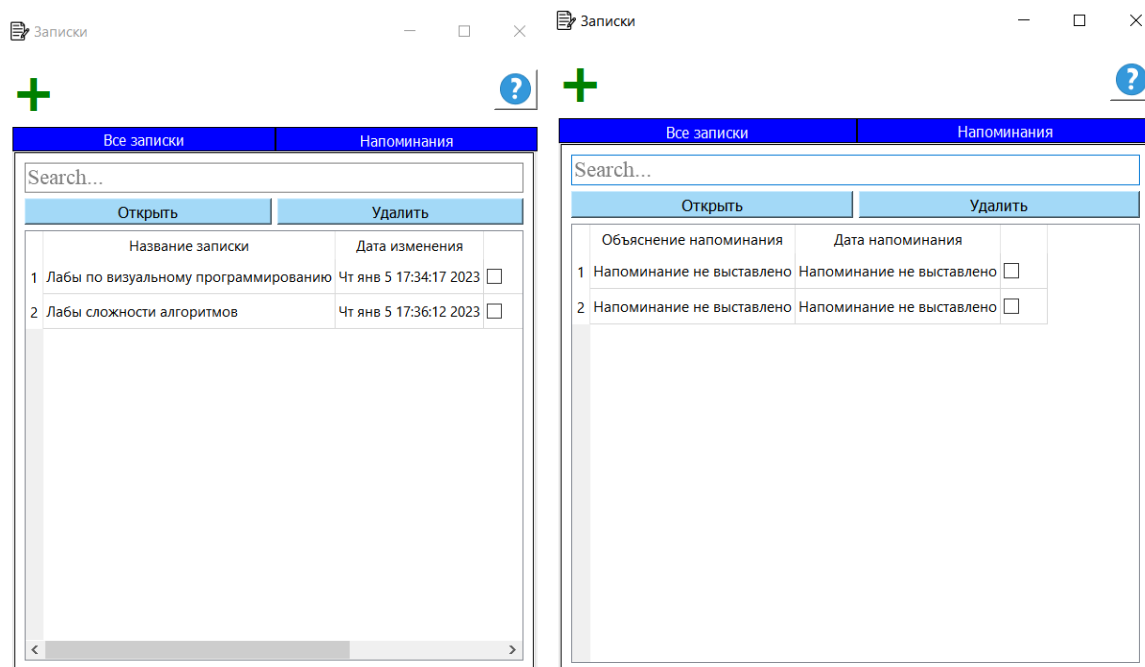 Записки
Все записки Напоминания
Search...
Открыть Удалить
Название записки Дата изменения
1 Лабы по визуальному программированию Чт янв 5 17:34:17 2023
2 Лабы сложности алгоритмов Чт янв 5 17:36:12 2023
Записки
Все записки Напоминания
Search...
Открыть Удалить
Объяснение напоминания Дата напоминания
1 Напоминание не выставлено Напоминание не выставлено
2 Напоминание не выставлено Напоминание не выставлено